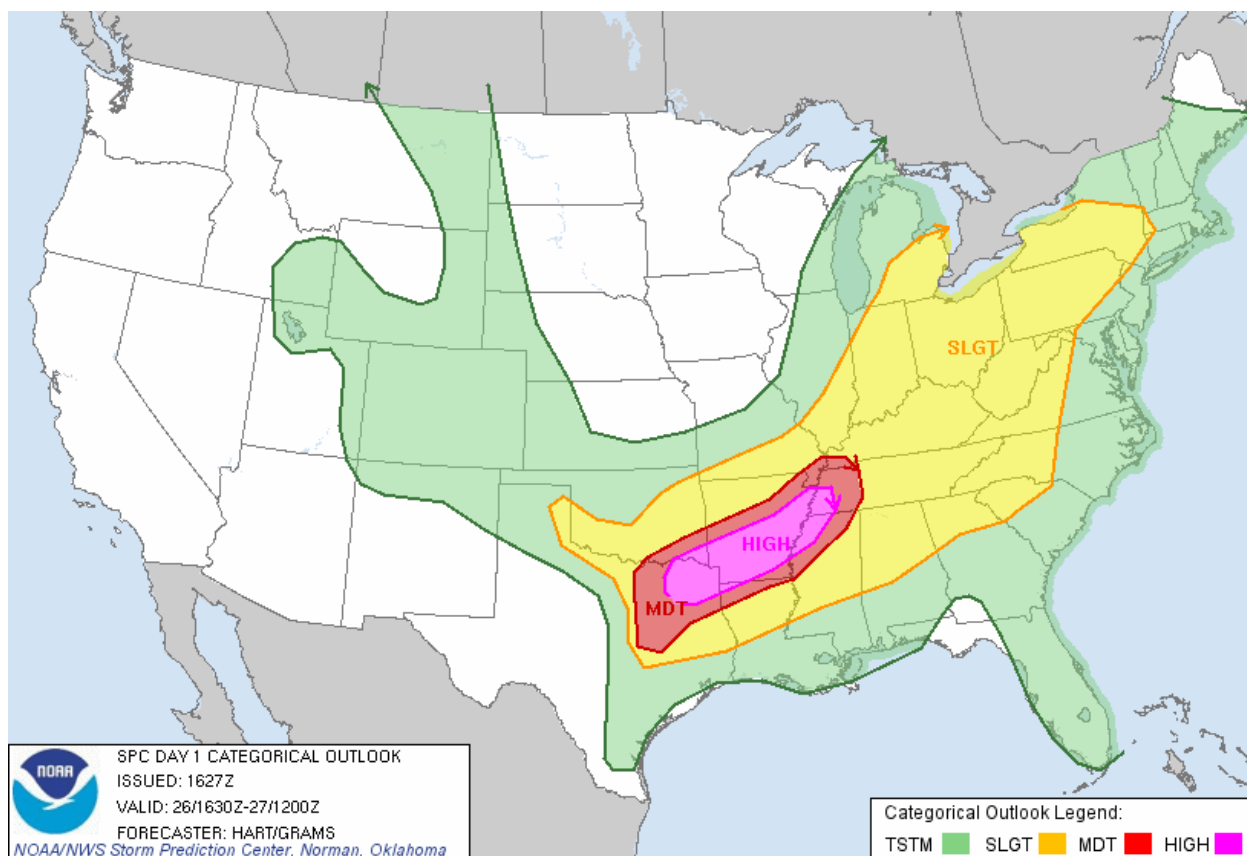 SLGT
HIGH
MDT
NOAA
SPC DAY 1 CATEGORICAL OUTLOOK
ISSUED: 1627Z
VALID: 26/1630Z-27/1200Z
FORECASTER: HART/GRAMS
NOAA/NWS Storm Prediction Center, Norman, Oklahoma
Categorical Outlook Legend:
TSTM SLGT MDT HIGH